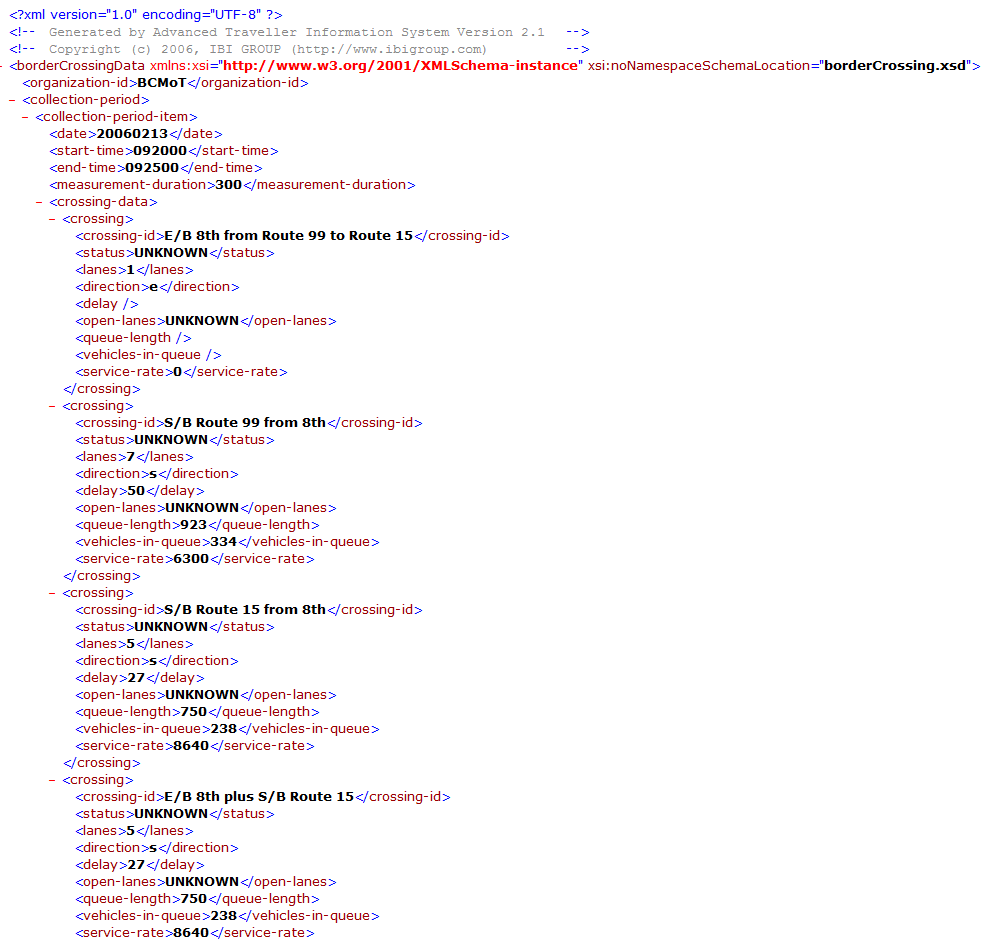 <?xml version="1.0" encoding="UTF-8" ?>
<!-- Generated by Advanced Traveller Information System Version 2.1 -->
<!-- Copyright (c) 2006, IBI GROUP (http://www.ibigroup.com) -->
- <borderCrossingData xmlns:xsi="http://www.w3.org/2001/XMLSchema-instance" xsi:noNamespaceSchemaLocation="borderCrossing.xsd">
<organization-id>BCMoT</organization-id>
- <collection-period>
- <collection-period-item>
<date>20060213</date>
<start-time>092000</start-time>
<end-time>092500</end-time>
<measurement-duration>300</measurement-duration>
- <crossing-data>
- <crossing>
<crossing-id>E/B 8th from Route 99 to Route 15</crossing-id>
<status>UNKNOWN</status>
<lanes>1</lanes>
<direction>e</direction>
<delay />
<open-lanes>UNKNOWN</open-lanes>
<queue-length />
<vehicles-in-queue />
<service-rate>0</service-rate>
</crossing>
- <crossing>
<crossing-id>S/B Route 99 from 8th</crossing-id>
<status>UNKNOWN</status>
<lanes>7</lanes>
<direction>s</direction>
<delay>50</delay>
<open-lanes>UNKNOWN</open-lanes>
<queue-length>923</queue-length>
<vehicles-in-queue>334</vehicles-in-queue>
<service-rate>6300</service-rate>
</crossing>
- <crossing>
<crossing-id>S/B Route 15 from 8th</crossing-id>
<status>UNKNOWN</status>
<lanes>5</lanes>
<direction>s</direction>
<delay>27</delay>
<open-lanes>UNKNOWN</open-lanes>
<queue-length>750</queue-length>
<vehicles-in-queue>238</vehicles-in-queue>
<service-rate>8640</service-rate>
</crossing>
- <crossing>
<crossing-id>E/B 8th plus S/B Route 15</crossing-id>
<status>UNKNOWN</status>
<lanes>5</lanes>
<direction>s</direction>
<delay>27</delay>
<open-lanes>UNKNOWN</open-lanes>
<queue-length>750</queue-length>
<vehicles-in-queue>238</vehicles-in-queue>
<service-rate>8640</service-rate>